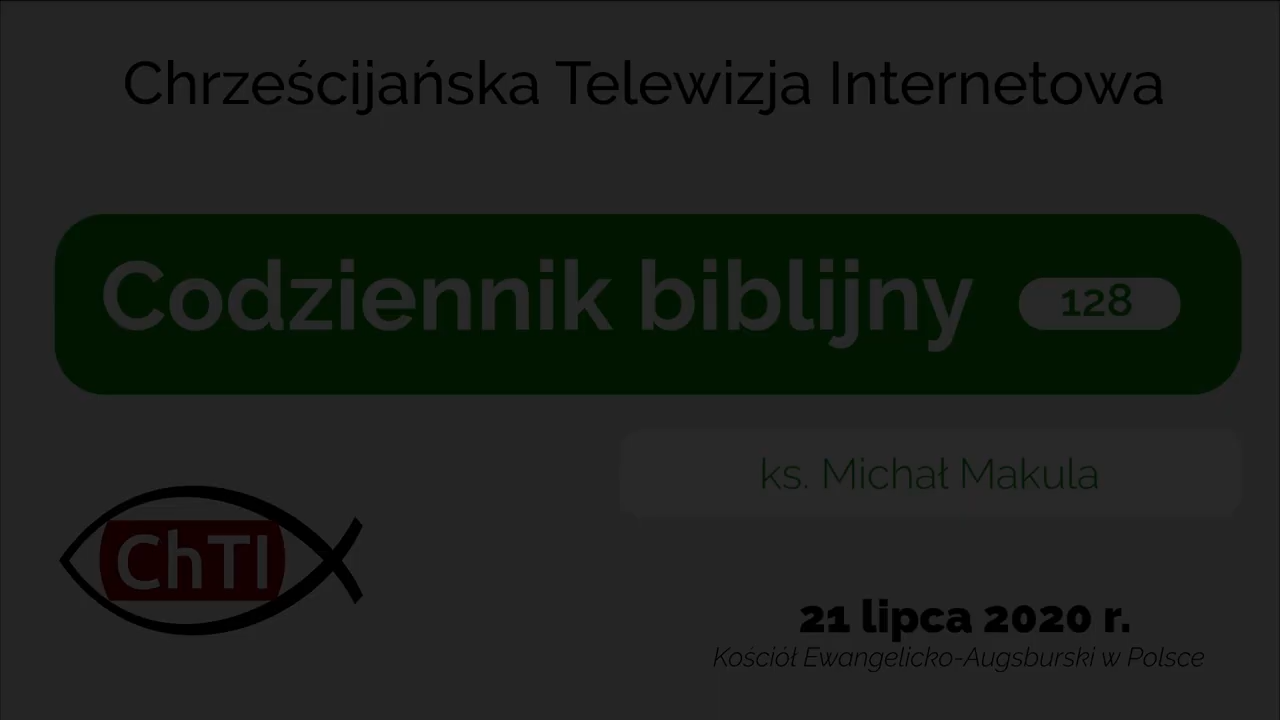 Chrześcijańska Telewizja Internetowa
Codziennik biblijny 128
ks. Michał Makula
ChTI
21 lipca 2020 r.
Kościół Ewangelicko-Augsburski w Polsce